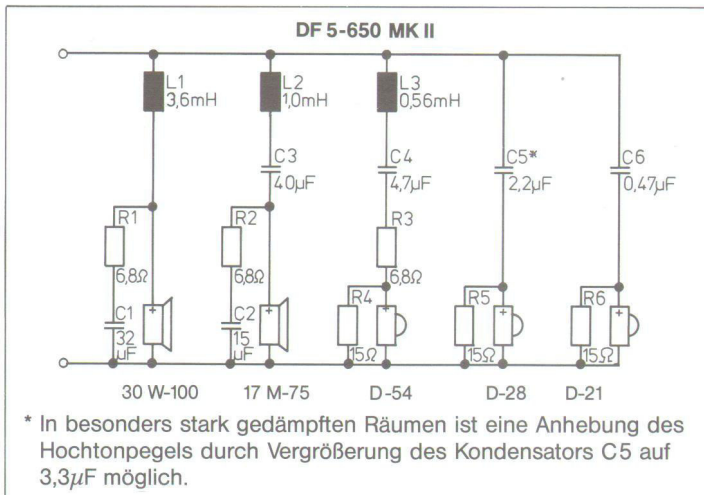 DF 5-650 MK II
L1
3,6mH
L2
1,0mH
L3
0,56mH
C3
40µF
C4
4,7µF
C5*
2,2µF
C6
0,47µF
R1
6,8Ω
R2
6,8Ω
R3
6,8Ω
R4
15Ω
R5
15Ω
R6
15Ω
C1
32
µF
C2
15
µF
+
+
+
+
+
30 W-100 17 M-75 D-54 D-28 D-21
* In besonders stark gedämpften Räumen ist eine Anhebung des
Hochtonpegels durch Vergrößerung des Kondensators C5 auf
3,3µF möglich.